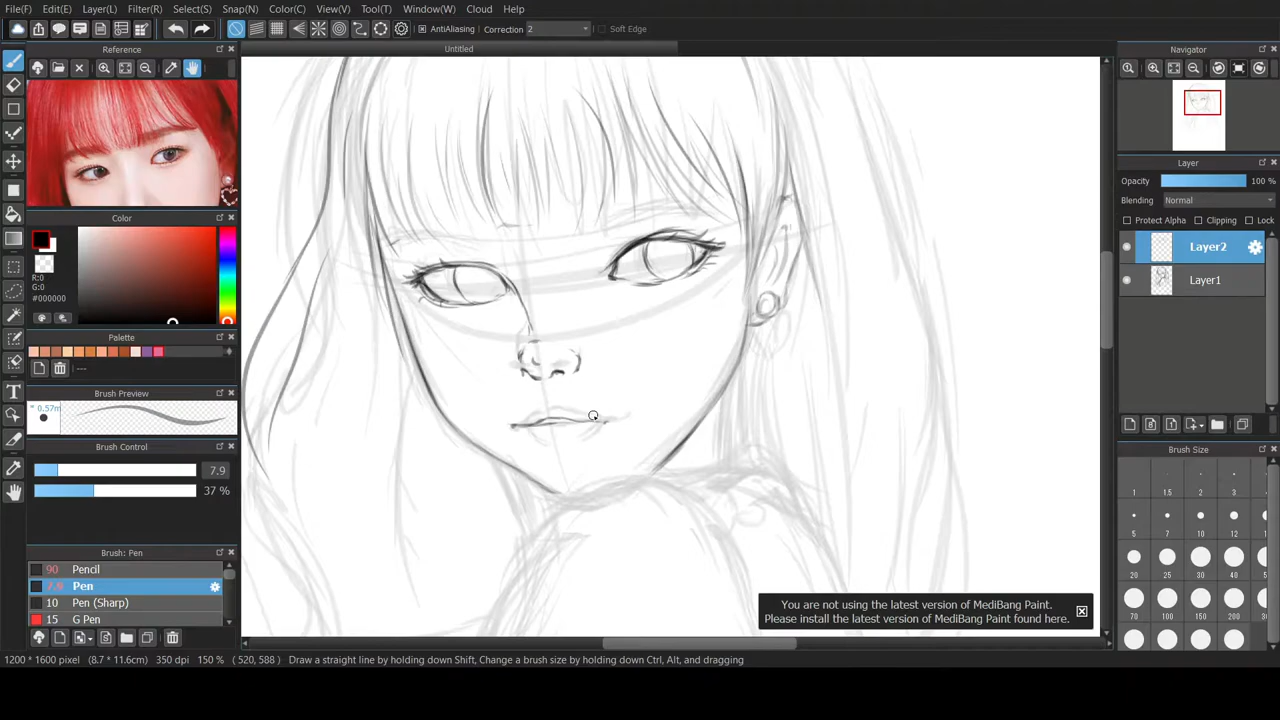 File(F) Edit(E) Layer(L) Filter(R) Select(S) Snap(N) Color(C) View(V) Tool(T) Window(W) Cloud Help
AntiAliasing Correction 2 Soft Edge
Reference
Untitled
Navigator
Layer
Opacity 100 %
Blending Normal
Protect Alpha Clipping Lock
Layer2
Layer1
Color
R:0
G:0
#000000
Palette
---
Brush Preview
* 0.57m
Brush Control
7.9
37 %
Brush: Pen
90 Pencil
7.9 Pen
10 Pen (Sharp)
15 G Pen
Brush Size
1 1.5 2 3
5 7 10 12
20 25 30 40
70 100 150 200
You are not using the latest version of MediBang Paint.
Please install the latest version of MediBang Paint found here.
1200 * 1600 pixel (8.7 * 11.6cm) 350 dpi 150 % ( 520, 588 ) Draw a straight line by holding down Shift, Change a brush size by holding down Ctrl, Alt, and dragging